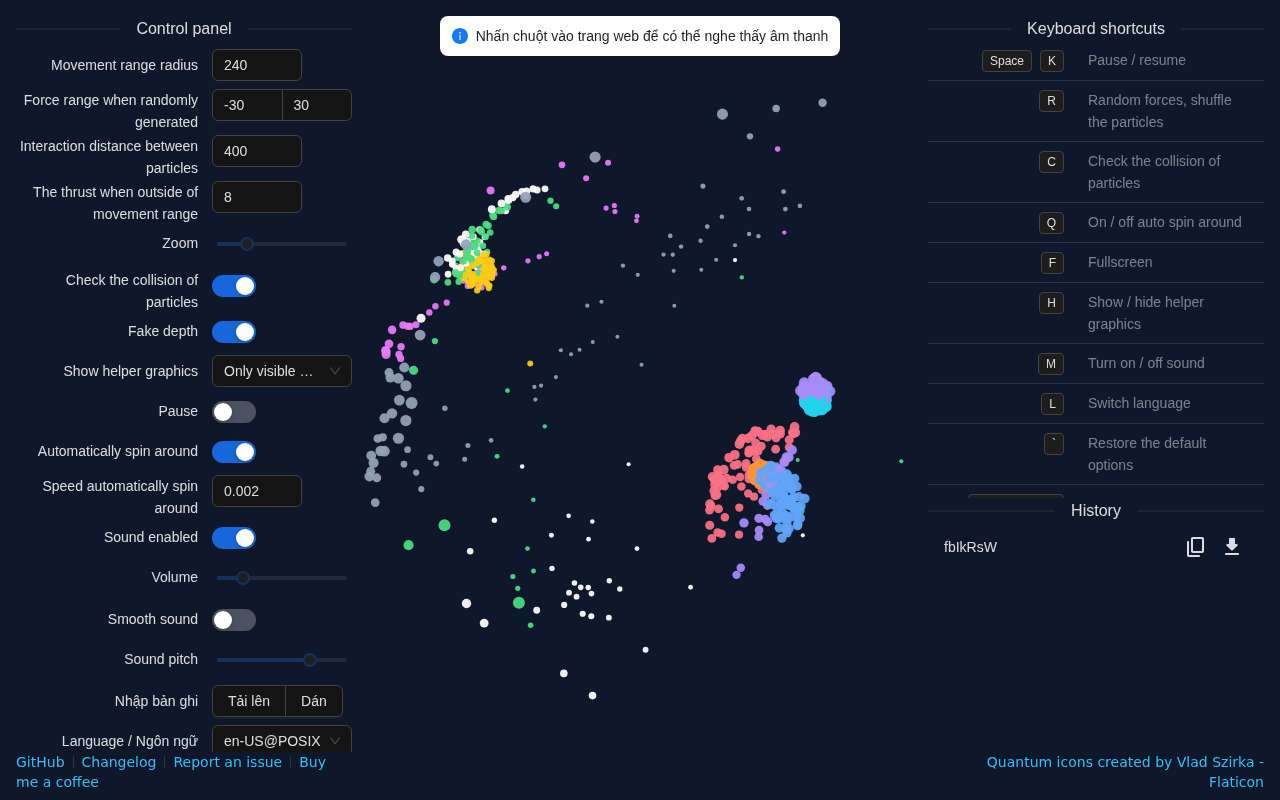 Control panel
Movement range radius
240
Force range when randomly
generated
-30
30
Interaction distance between
particles
400
The thrust when outside of
movement range
8
Zoom
Check the collision of
particles
Fake depth
Show helper graphics
Only visible …
Pause
Automatically spin around
Speed automatically spin
around
0.002
Sound enabled
Volume
Smooth sound
Sound pitch
Nhập bản ghi
Tải lên
Dán
Language / Ngôn ngữ
en-US@POSIX
GitHub
Changelog
Report an issue
Buy
me a coffee
Nhấn chuột vào trang web để có thể nghe thấy âm thanh
Keyboard shortcuts
Space K Pause / resume
R Random forces, shuffle
the particles
C Check the collision of
particles
Q On / off auto spin around
F Fullscreen
H Show / hide helper
graphics
M Turn on / off sound
L Switch language
` Restore the default
options
History
fbIkRsW
Quantum icons created by Vlad Szirka -
Flaticon